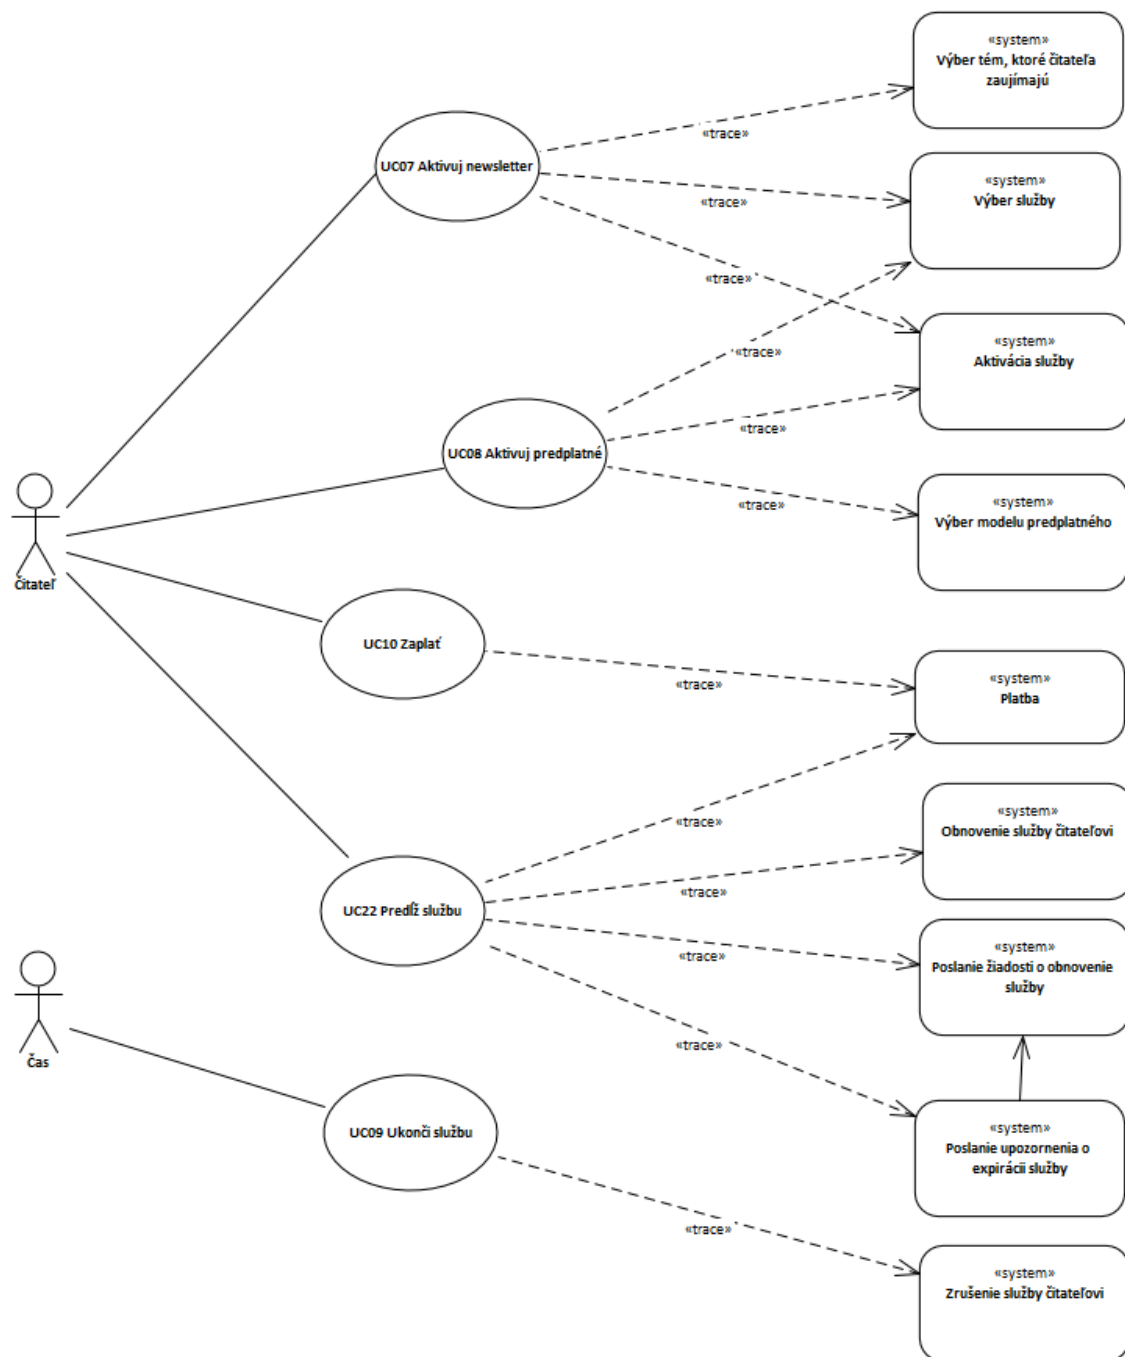 «system»
Výber tém, ktoré čitateľa
zaujímajú
«trace»
UC07 Aktivuj newsletter
«system»
Výber služby
«trace»
«trace»
«system»
Aktivácia služby
«trace»
UC08 Aktivuj predplatné
«trace»
«system»
Výber modelu predplatného
«trace»
Čitateľ
UC10 Zaplať
«trace»
«system»
Platba
«trace»
«system»
Obnovenie služby čitateľovi
UC22 Predĺž službu
«trace»
«system»
Poslanie žiadosti o obnovenie
služby
«trace»
Čas
«trace»
«system»
Poslanie upozornenia o
expirácii služby
UC09 Ukonči službu
«trace»
«system»
Zrušenie služby čitateľovi